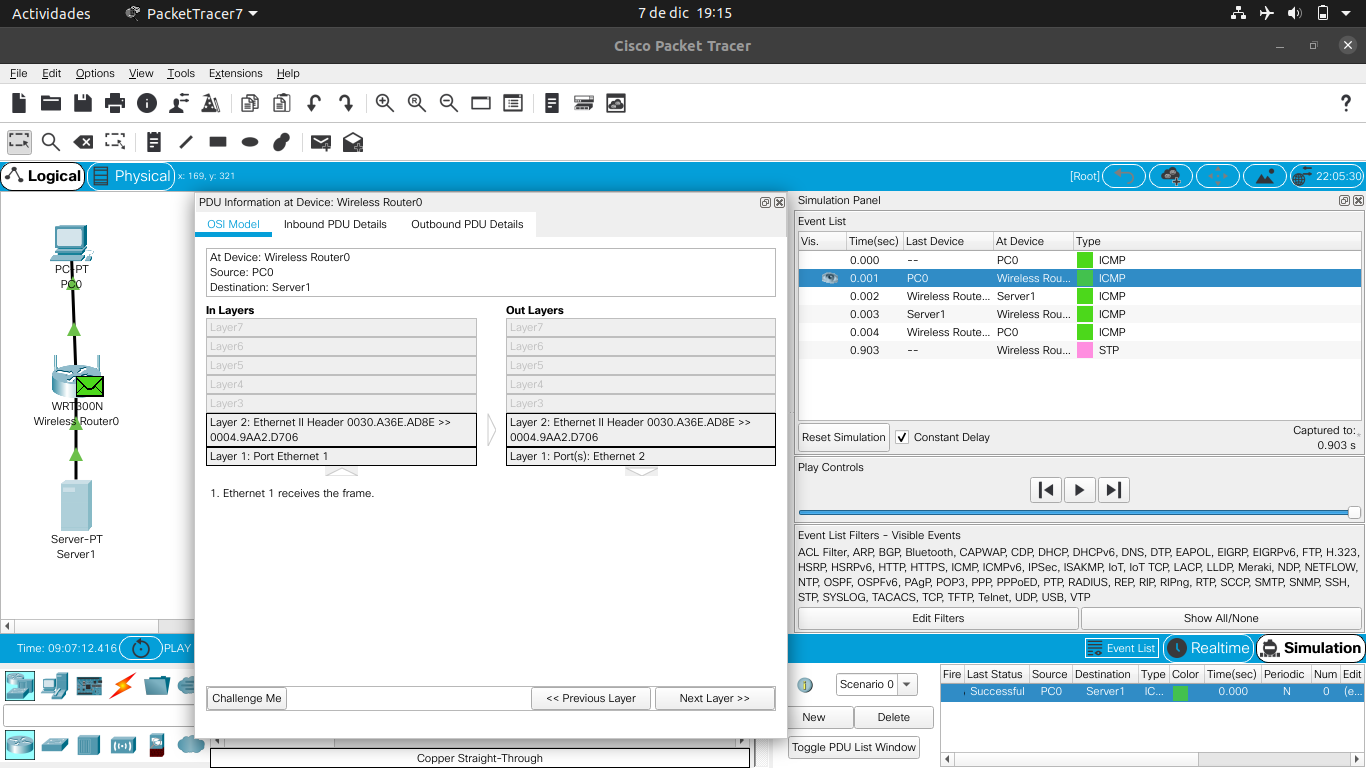 Actividades PacketTracer7 7 de dic 19:15
Cisco Packet Tracer
File Edit Options View Tools Extensions Help
?
Logical Physical x: 169, y: 321 [Root] 22:05:30
PC-PT
PC0
WRT300N
Wireless Router0
Server-PT
Server1
PDU Information at Device: Wireless Router0
OSI Model Inbound PDU Details Outbound PDU Details
At Device: Wireless Router0
Source: PC0
Destination: Server1
In Layers Out Layers
Layer7 Layer7
Layer6 Layer6
Layer5 Layer5
Layer4 Layer4
Layer3 Layer3
Layer 2: Ethernet II Header 0030.A36E.AD8E >> 0004.9AA2.D706 Layer 2: Ethernet II Header 0030.A36E.AD8E >> 0004.9AA2.D706
Layer 1: Port Ethernet 1 Layer 1: Port(s): Ethernet 2
1. Ethernet 1 receives the frame.
Challenge Me << Previous Layer Next Layer >>
Simulation Panel
Event List
Vis. Time(sec) Last Device At Device Type
0.000 -- PC0 ICMP
0.001 PC0 Wireless Rou... ICMP
0.002 Wireless Route... Server1 ICMP
0.003 Server1 Wireless Rou... ICMP
0.004 Wireless Route... PC0 ICMP
0.903 -- Wireless Rou... STP
Reset Simulation Constant Delay Captured to:
0.903 s
Play Controls
Event List Filters - Visible Events
ACL Filter, ARP, BGP, Bluetooth, CAPWAP, CDP, DHCP, DHCPv6, DNS, DTP, EAPOL, EIGRP, EIGRPv6, FTP, H.323,
HSRP, HSRPv6, HTTP, HTTPS, ICMP, ICMPv6, IPSec, ISAKMP, IoT, IoT TCP, LACP, LLDP, Meraki, NDP, NETFLOW,
NTP, OSPF, OSPFv6, PAgP, POP3, PPP, PPPoED, PTP, RADIUS, REP, RIP, RIPng, RTP, SCCP, SMTP, SNMP, SSH,
STP, SYSLOG, TACACS, TCP, TFTP, Telnet, UDP, USB, VTP
Edit Filters Show All/None
Time: 09:07:12.416 PLAY Event List Realtime Simulation
Scenario 0
New Delete
Toggle PDU List Window
Fire Last Status Source Destination Type Color Time(sec) Periodic Num Edit
Successful PC0 Server1 IC... 0.000 N 0 (e...
Copper Straight-Through